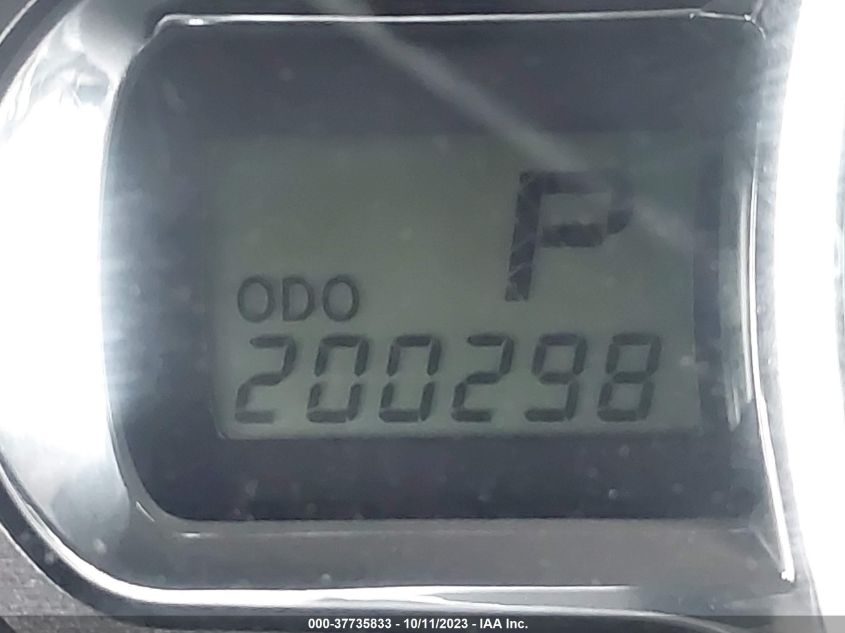 P
ODO
200298
000-37735833 - 10/11/2023 - IAA Inc.